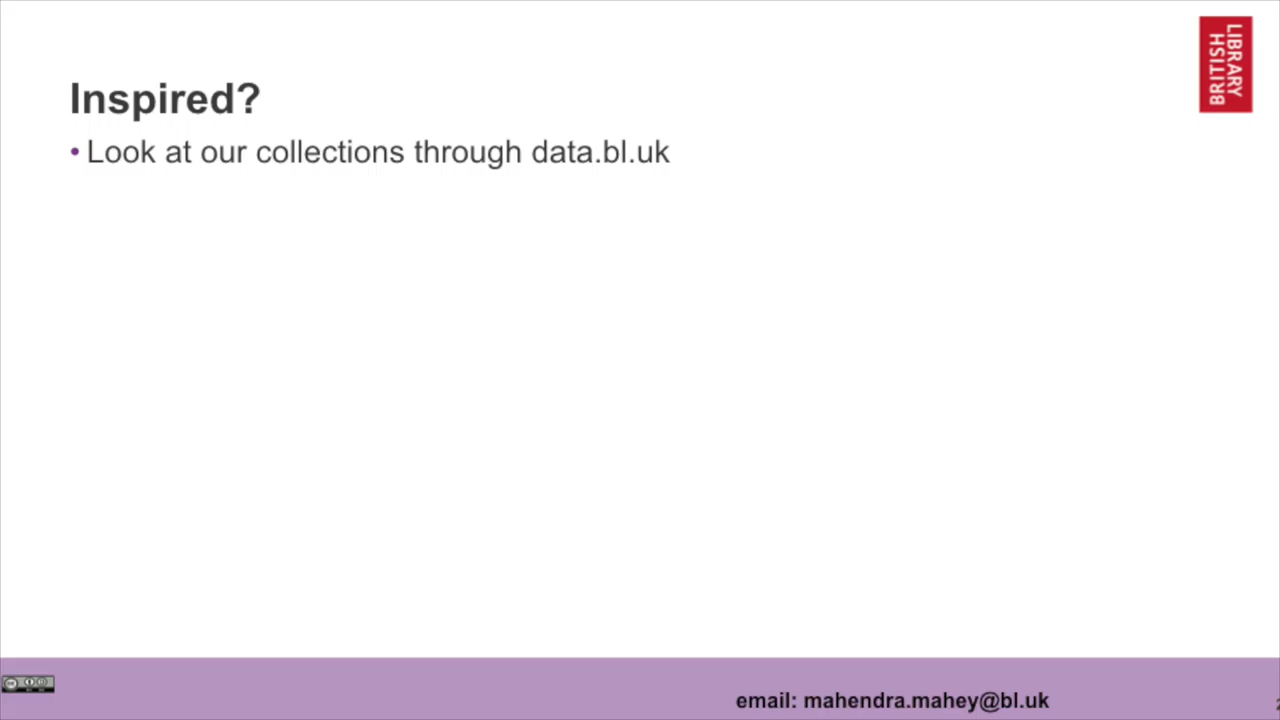 LIBRARY
BRITISH
Inspired?
• Look at our collections through data.bl.uk
email: mahendra.mahey@bl.uk